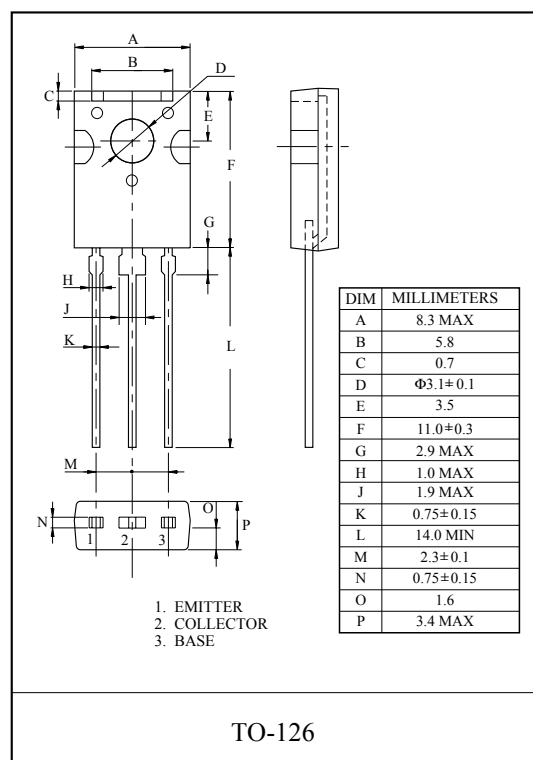 A
B
D
C
E
F
G
H
J
K
L
M
O
N
P
1 2 3
1. EMITTER
2. COLLECTOR
3. BASE
DIM MILLIMETERS
A 8.3 MAX
B 5.8
C 0.7
D Φ3.1±0.1
E 3.5
F 11.0±0.3
G 2.9 MAX
H 1.0 MAX
J 1.9 MAX
K 0.75±0.15
L 14.0 MIN
M 2.3±0.1
N 0.75±0.15
O 1.6
P 3.4 MAX
TO-126